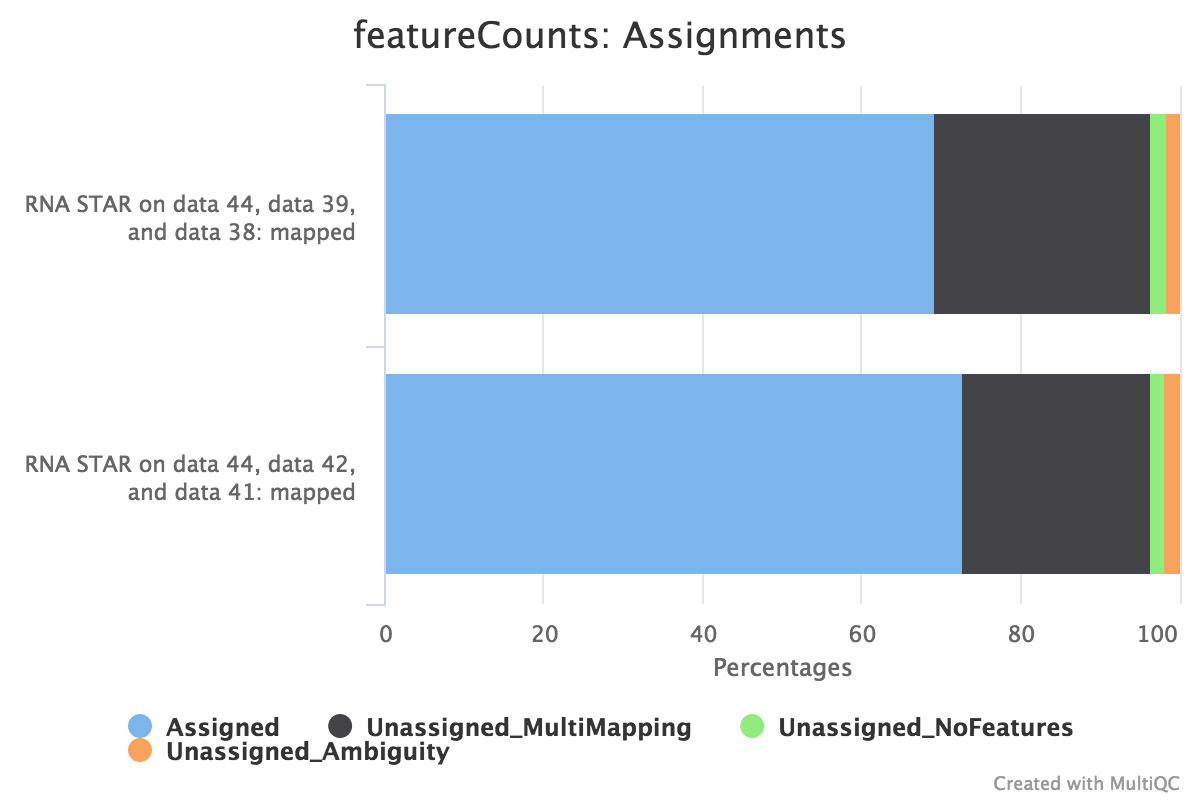 featureCounts: Assignments
RNA STAR on data 44, data 39,
and data 38: mapped
RNA STAR on data 44, data 42,
and data 41: mapped
0 20 40 60 80 100
Percentages
Assigned Unassigned_MultiMapping Unassigned_NoFeatures
Unassigned_Ambiguity
Created with MultiQC